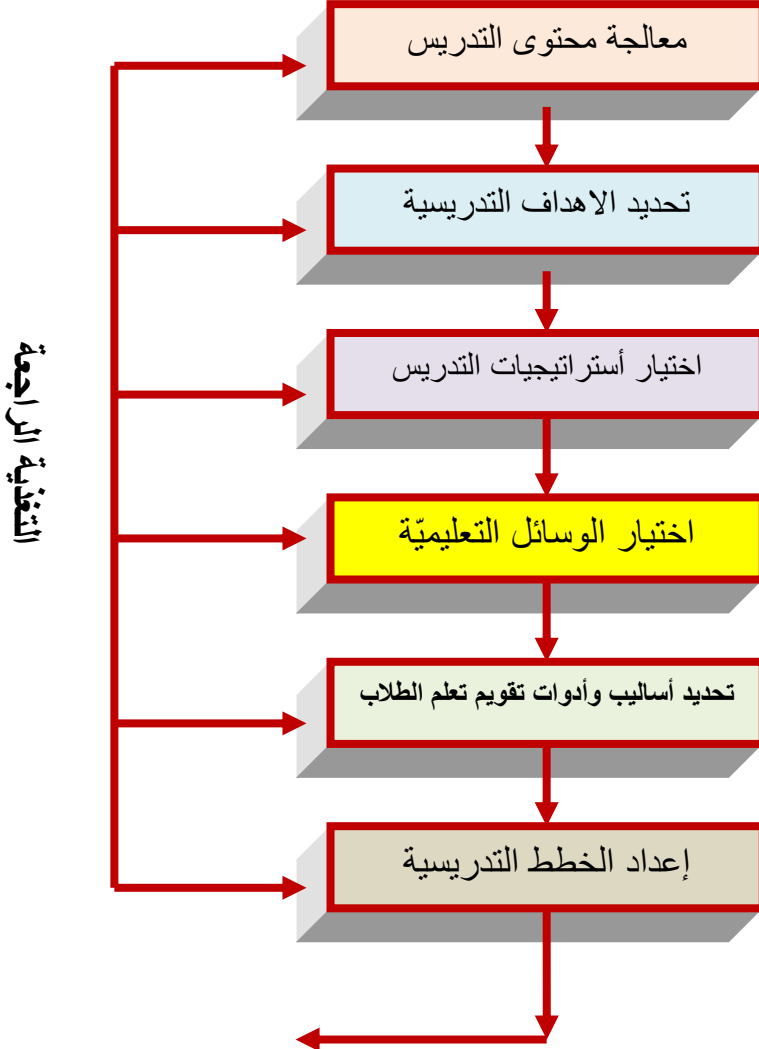 معالجة محتوى التدريس
تحديد الاهداف التدريسية
اختيار أستراتيجيات التدريس
اختيار الوسائل التعليميّة
تحديد أساليب وأدوات تقويم تعلم الطلاب
إعداد الخطط التدريسية
التغذية الراجعة